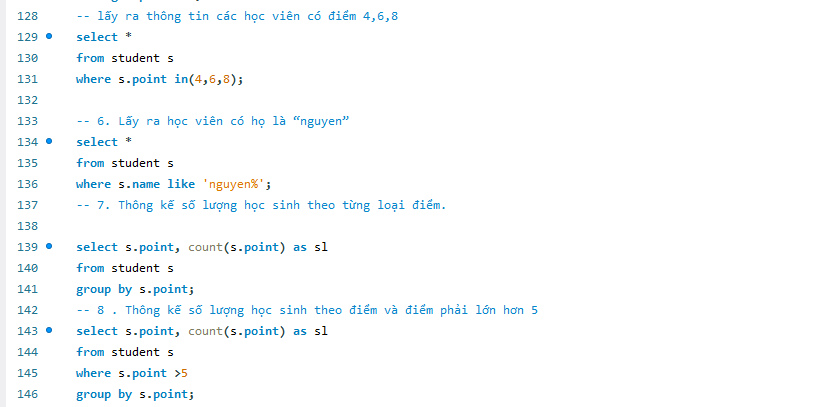 128 -- lấy ra thông tin các học viên có điểm 4,6,8
129 select *
130 from student s
131 where s.point in(4,6,8);
132
133 -- 6. Lấy ra học viên có họ là “nguyen”
134 select *
135 from student s
136 where s.name like 'nguyen%';
137 -- 7. Thông kế số lượng học sinh theo từng loại điểm.
138
139 select s.point, count(s.point) as sl
140 from student s
141 group by s.point;
142 -- 8 . Thông kế số lượng học sinh theo điểm và điểm phải lớn hơn 5
143 select s.point, count(s.point) as sl
144 from student s
145 where s.point >5
146 group by s.point;